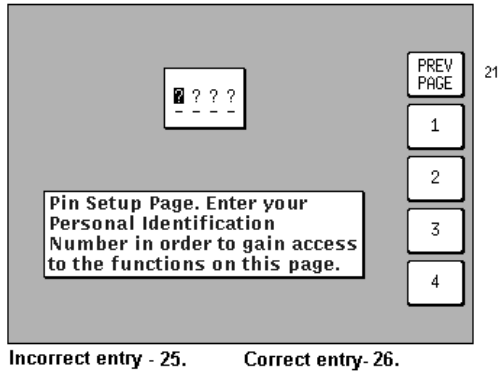 PREV
PAGE
21
? ? ? ?
1
2
Pin Setup Page. Enter your
Personal Identification
Number in order to gain access
to the functions on this page.
3
4
Incorrect entry - 25. Correct entry- 26.